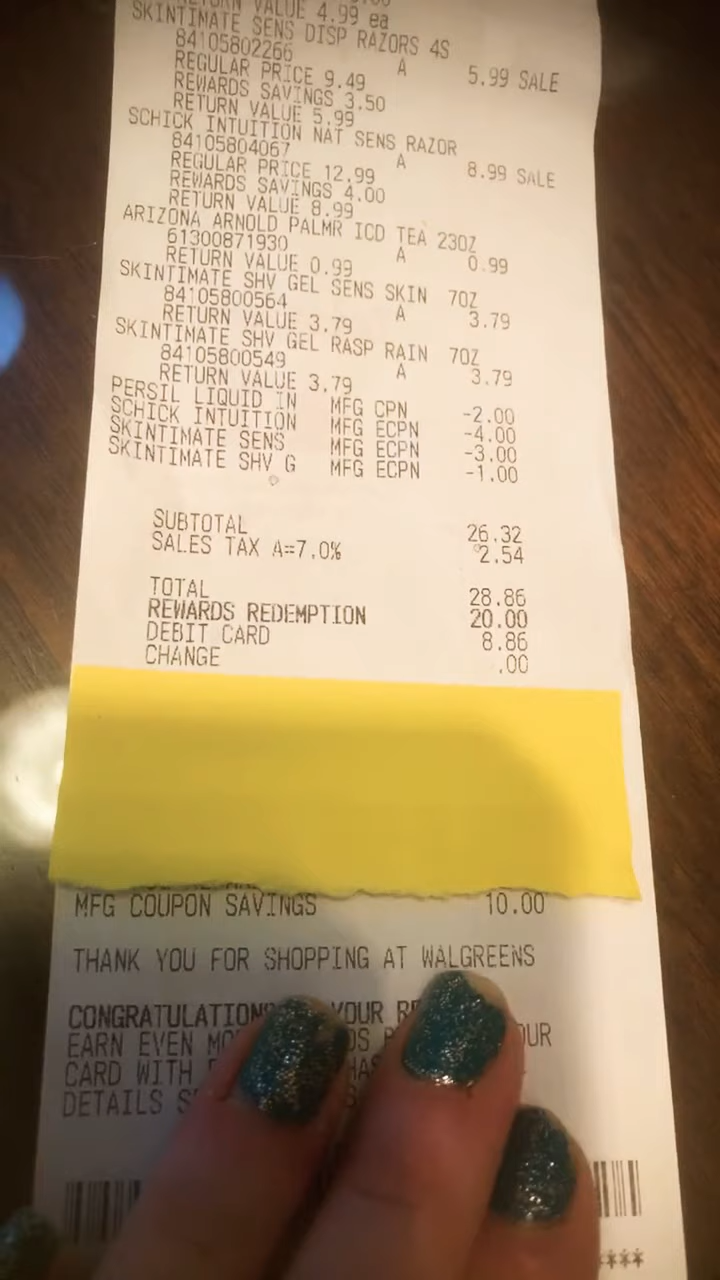 RETURN VALUE 4.99 ea
SKINTIMATE SENS DISP RAZORS 4S
84105802266 A 5.99 SALE
REGULAR PRICE 9.49
REWARDS SAVINGS 3.50
RETURN VALUE 5.99
SCHICK INTUITION NAT SENS RAZOR
84105804067 A 8.99 SALE
REGULAR PRICE 12.99
REWARDS SAVINGS 4.00
RETURN VALUE 8.99
ARIZONA ARNOLD PALMR ICD TEA 23OZ
61300871930 A 0.99
RETURN VALUE 0.99
SKINTIMATE SHV GEL SENS SKIN 7OZ
84105800564 A 3.79
RETURN VALUE 3.79
SKINTIMATE SHV GEL RASP RAIN 7OZ
84105800549 A 3.79
RETURN VALUE 3.79
PERSIL LIQUID IN MFG CPN -2.00
SCHICK INTUITION MFG ECPN -4.00
SKINTIMATE SENS MFG ECPN -3.00
SKINTIMATE SHV G MFG ECPN -1.00
SUBTOTAL 26.32
SALES TAX A=7.0% 2.54
TOTAL 28.86
REWARDS REDEMPTION 20.00
DEBIT CARD 8.86
CHANGE .00
MFG COUPON SAVINGS 10.00
THANK YOU FOR SHOPPING AT WALGREENS
CONGRATULATIONS YOUR
EARN EVEN
CARD WITH
DETAILS
****